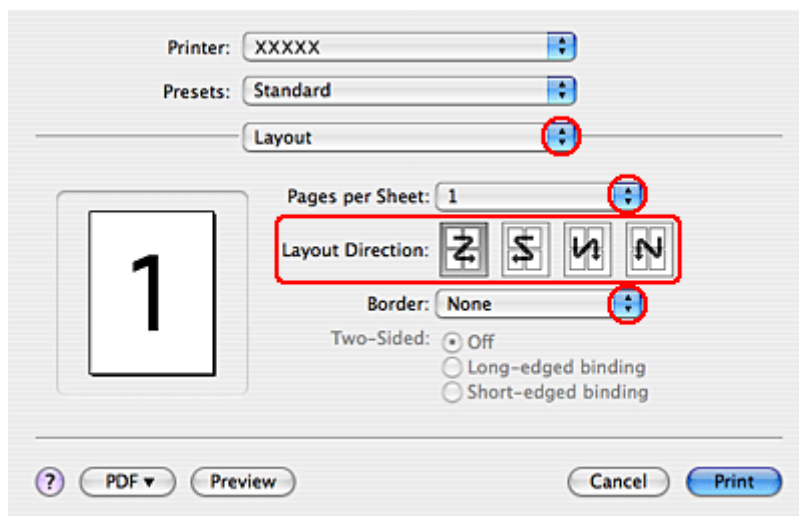 Printer: XXXXX
Presets: Standard
Layout
Pages per Sheet: 1
Layout Direction:
1
Border: None
Two-Sided: Off
Long-edged binding
Short-edged binding
? PDF Preview Cancel Print